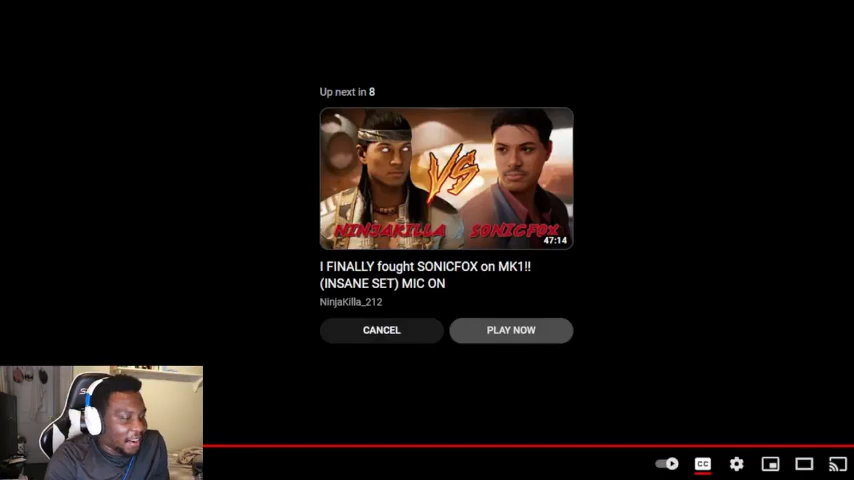 Up next in 8
VS
NINJAKILLA SONICFOX
47:14
I FINALLY fought SONICFOX on MK1!!
(INSANE SET) MIC ON
NinjaKilla_212
CANCEL PLAY NOW
CC